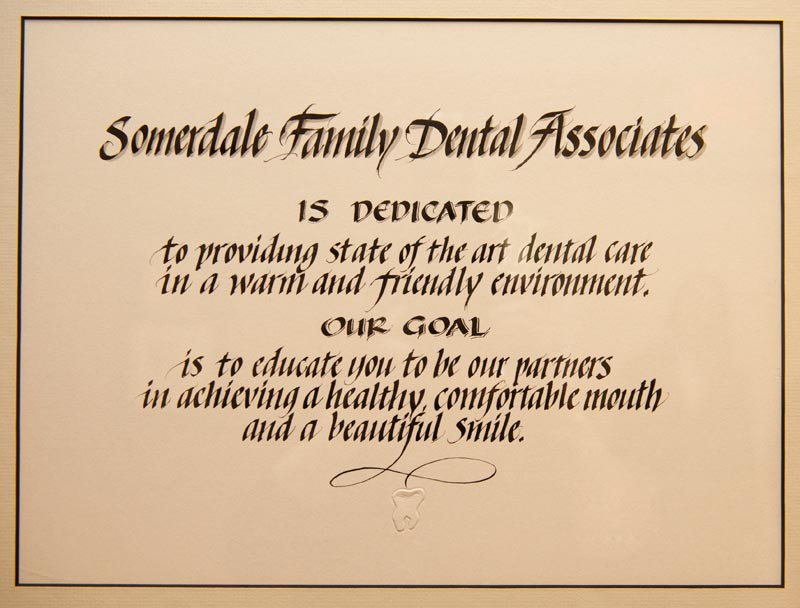 Somerdale Family Dental Associates
IS DEDICATED
to providing state of the art dental care
in a warm and friendly environment.
OUR GOAL
is to educate you to be our partners
in achieving a healthy, comfortable mouth
and a beautiful smile.